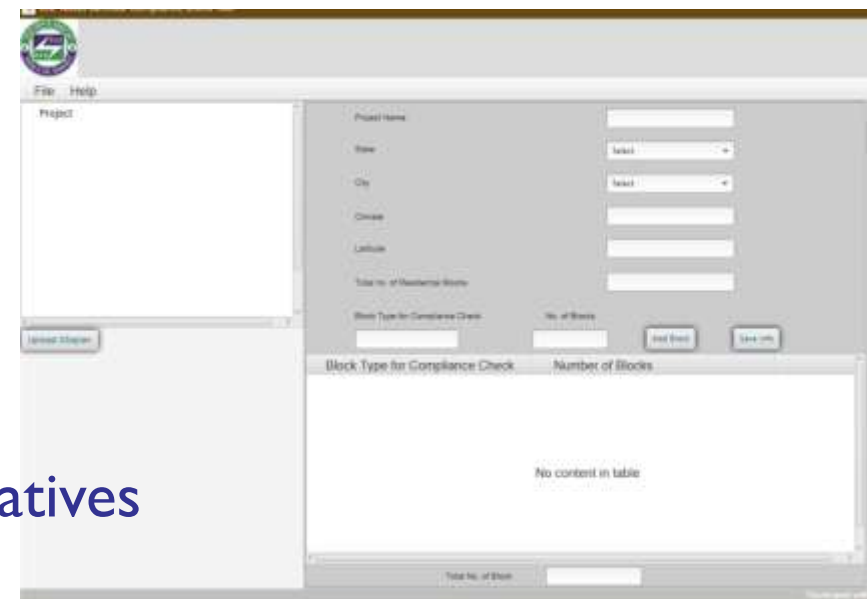 File Help
Project
Project Name
State
Select
City
Select
Climate
Latitude
Total no. of Residential Blocks
Block Type for Compliance Check No. of Blocks
Add Block
Save Info
Block Type for Compliance Check Number of Blocks
No content in table
atives
Total No. of Block